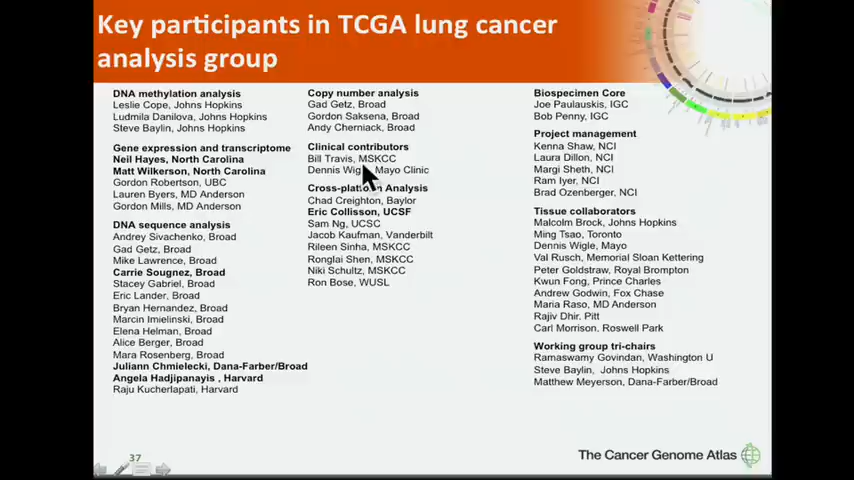 Key participants in TCGA lung cancer
analysis group
DNA methylation analysis
Leslie Cope, Johns Hopkins
Ludmila Danilova, Johns Hopkins
Steve Baylin, Johns Hopkins
Gene expression and transcriptome
Neil Hayes, North Carolina
Matt Wilkerson, North Carolina
Gordon Robertson, UBC
Lauren Byers, MD Anderson
Gordon Mills, MD Anderson
DNA sequence analysis
Andrey Sivachenko, Broad
Gad Getz, Broad
Mike Lawrence, Broad
Carrie Sougnez, Broad
Stacey Gabriel, Broad
Eric Lander, Broad
Bryan Hernandez, Broad
Marcin Imielinski, Broad
Elena Helman, Broad
Alice Berger, Broad
Mara Rosenberg, Broad
Juliann Chmielecki, Dana-Farber/Broad
Angela Hadjipanayis , Harvard
Raju Kucherlapati, Harvard
Copy number analysis
Gad Getz, Broad
Gordon Saksena, Broad
Andy Cherniack, Broad
Clinical contributors
Bill Travis, MSKCC
Dennis Mayo Clinic
Cross-platform Analysis
Chad Creighton, Baylor
Eric Collisson, UCSF
Sam Ng, UCSC
Jacob Kaufman, Vanderbilt
Rileen Sinha, MSKCC
Ronglai Shen, MSKCC
Niki Schultz, MSKCC
Ron Bose, WUSL
Biospecimen Core
Joe Paulauskis, IGC
Bob Penny, IGC
Project management
Kenna Shaw, NCI
Laura Dillon, NCI
Margi Sheth, NCI
Ram Iyer, NCI
Brad Ozenberger, NCI
Tissue collaborators
Malcolm Brock, Johns Hopkins
Ming Tsao, Toronto
Dennis Wigle, Mayo
Val Rusch, Memorial Sloan Kettering
Peter Goldstraw, Royal Brompton
Kwun Fong, Prince Charles
Andrew Godwin, Fox Chase
Maria Raso, MD Anderson
Rajiv Dhir, Pitt
Carl Morrison, Roswell Park
Working group tri-chairs
Ramaswamy Govindan, Washington U
Steve Baylin, Johns Hopkins
Matthew Meyerson, Dana-Farber/Broad
37
The Cancer Genome Atlas